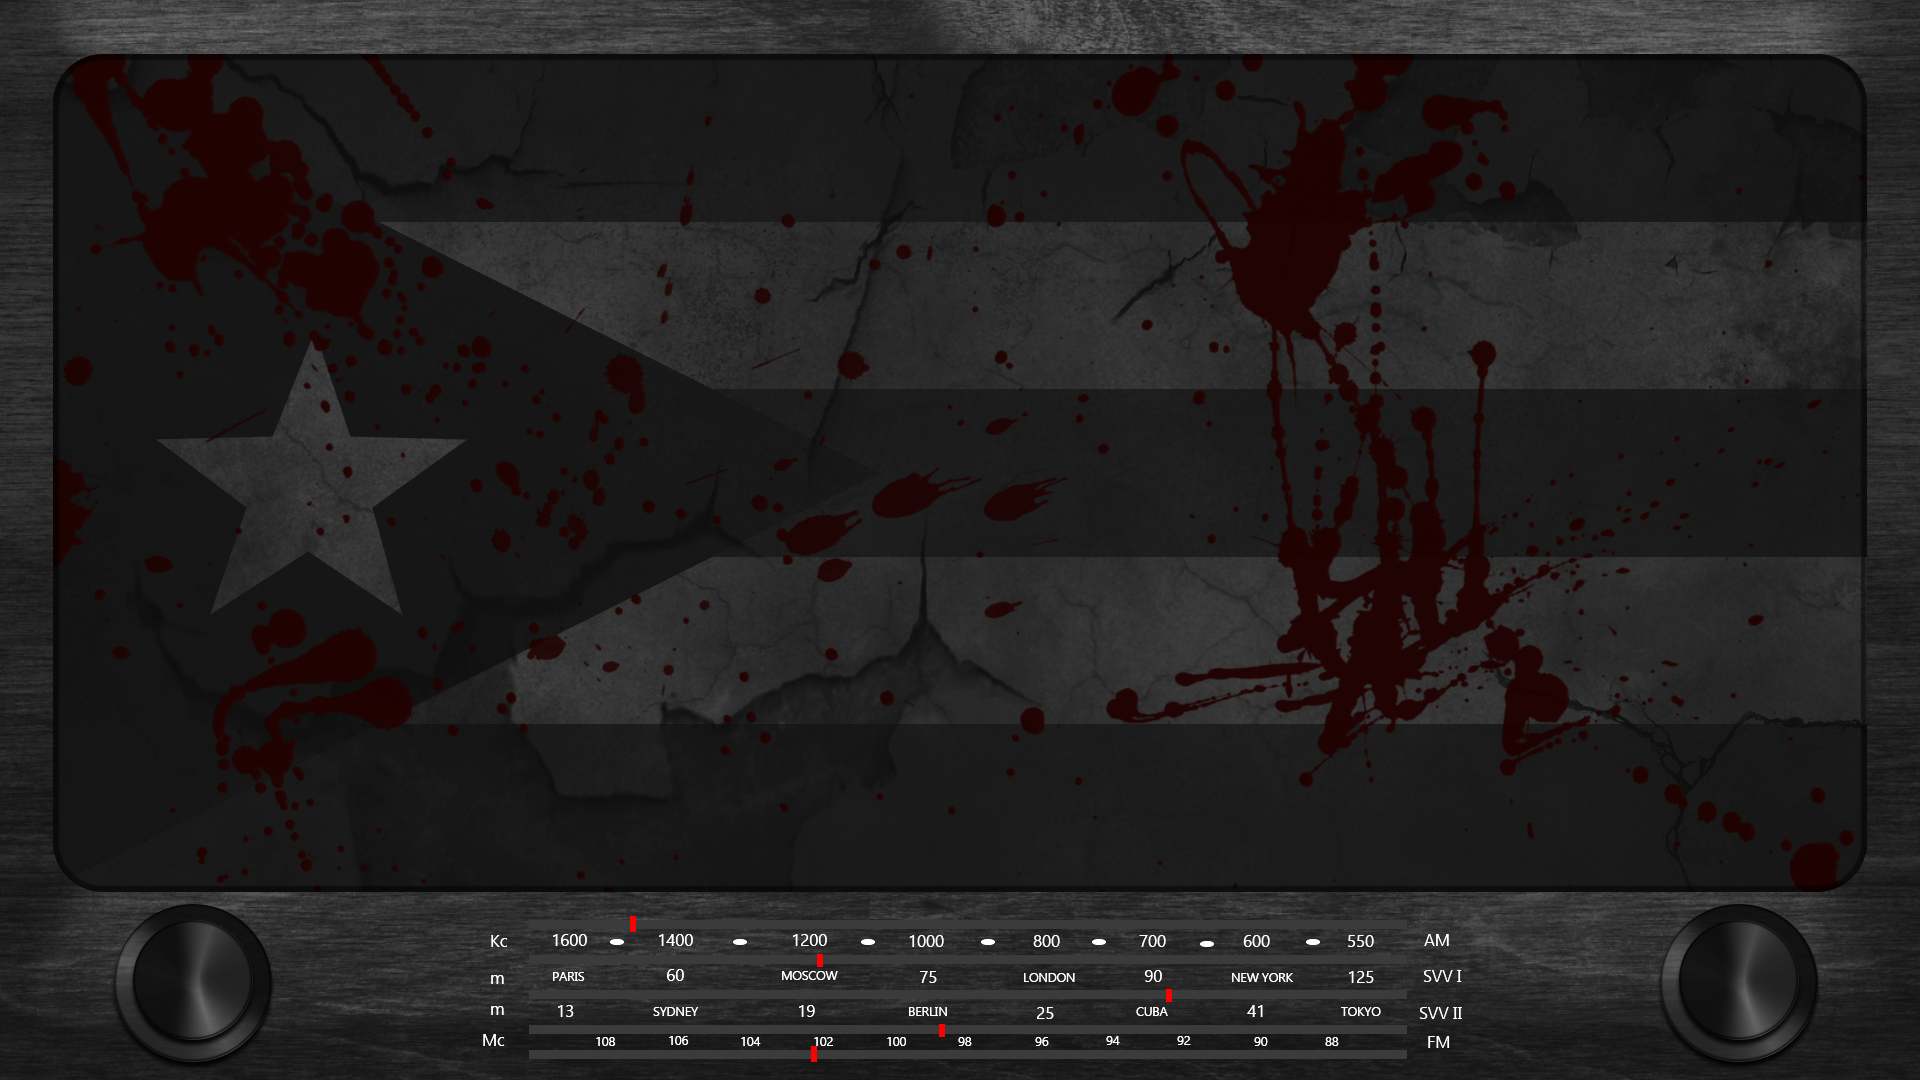 Kc 1600 1400 1200 1000 800 700 600 550 AM
m PARIS 60 MOSCOW 75 LONDON 90 NEW YORK 125 SVV I
m 13 SYDNEY 19 BERLIN 25 CUBA 41 TOKYO SVV II
Mc 108 106 104 102 100 98 96 94 92 90 88 FM